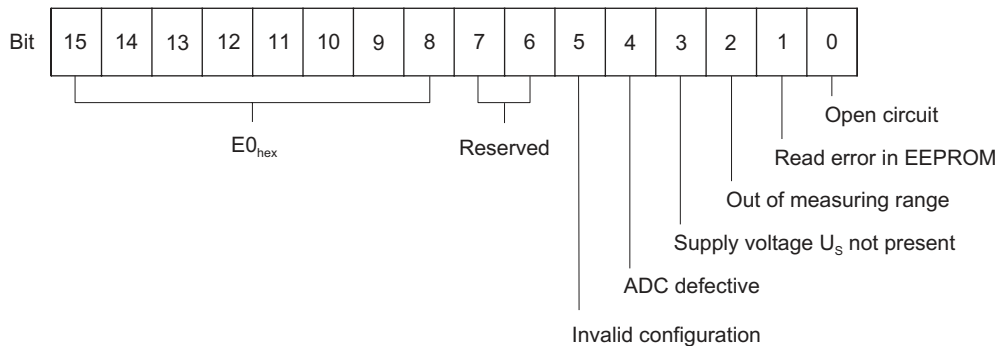 Bit 15 14 13 12 11 10 9 8 7 6 5 4 3 2 1 0
Open circuit
E0hex
Reserved
Read error in EEPROM
Out of measuring range
Supply voltage US not present
ADC defective
Invalid configuration